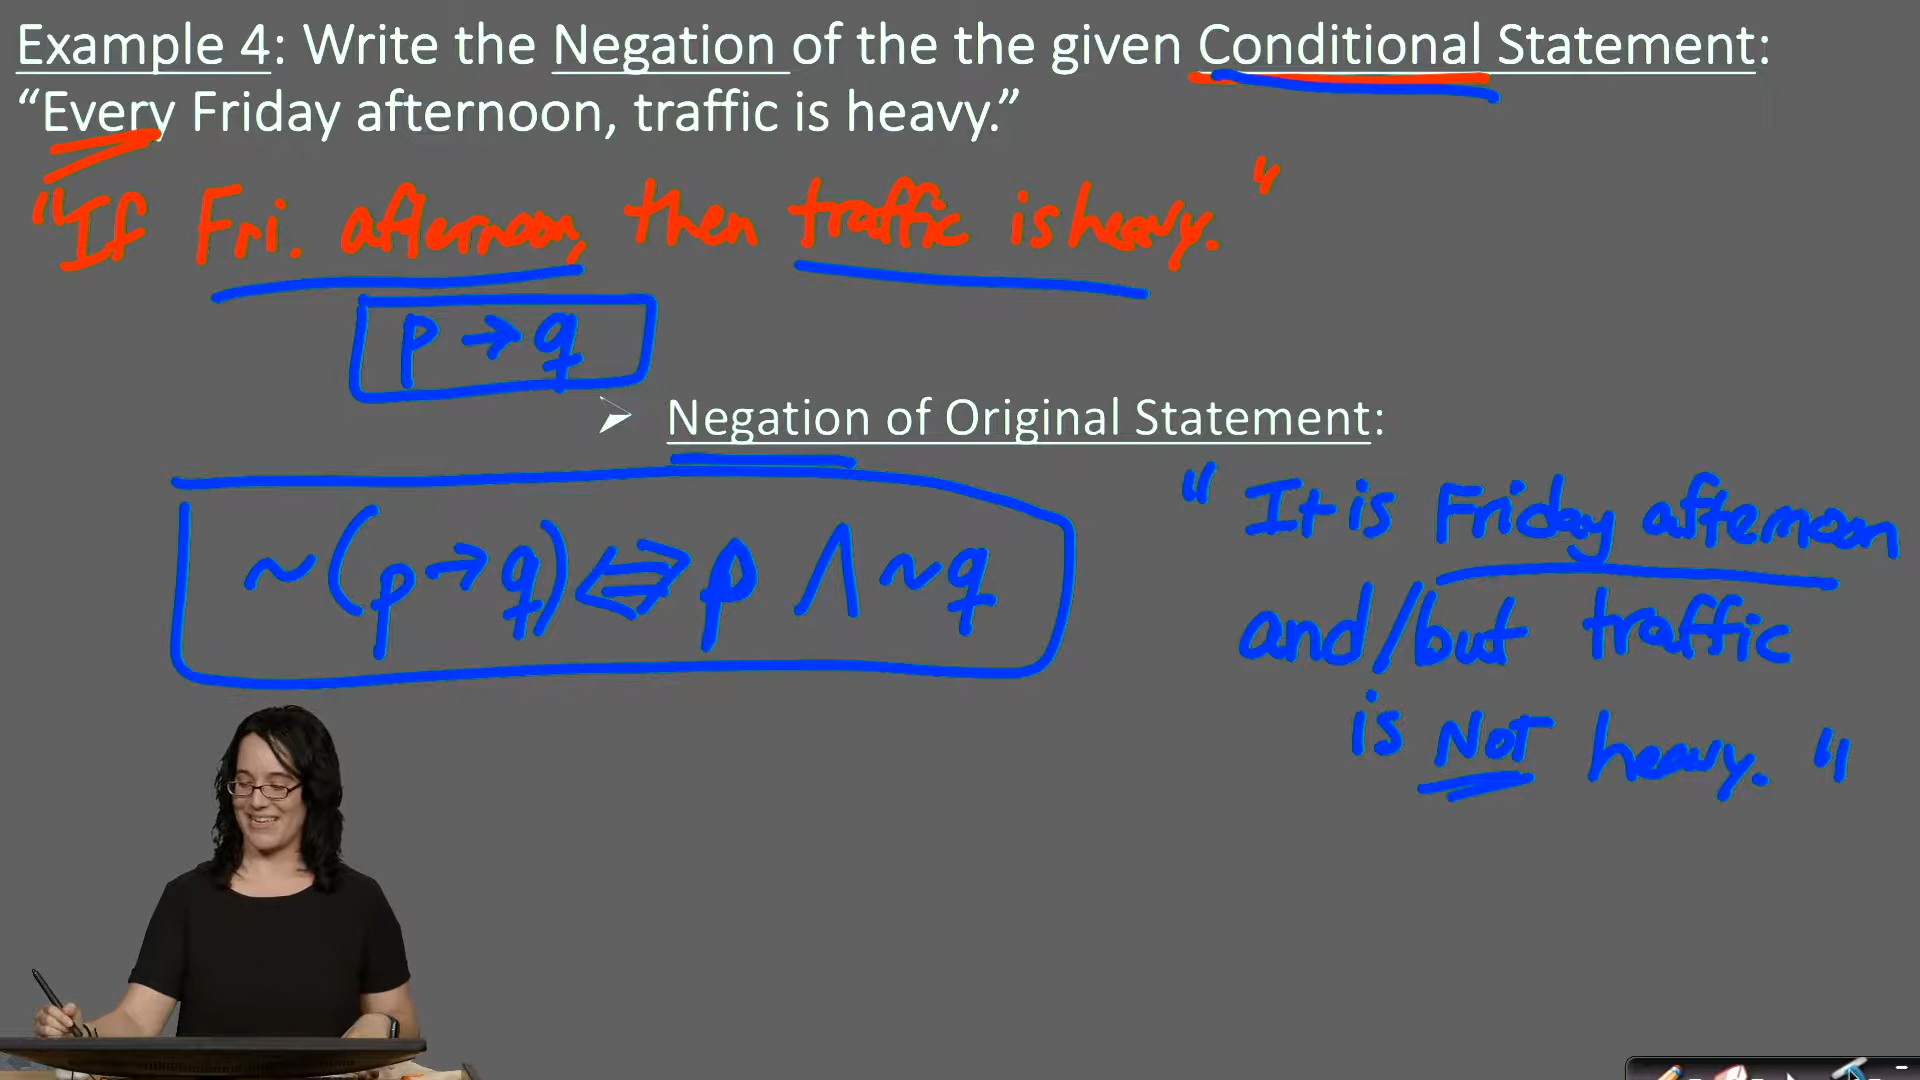 Example 4: Write the Negation of the the given Conditional Statement:
“Every Friday afternoon, traffic is heavy.”
"If Fri. afternoon, then traffic is heavy."
p → q
➢ Negation of Original Statement:
~(p→q)⇔p ∧ ~q
"It is Friday afternoon
and/but traffic
is NOT heavy."